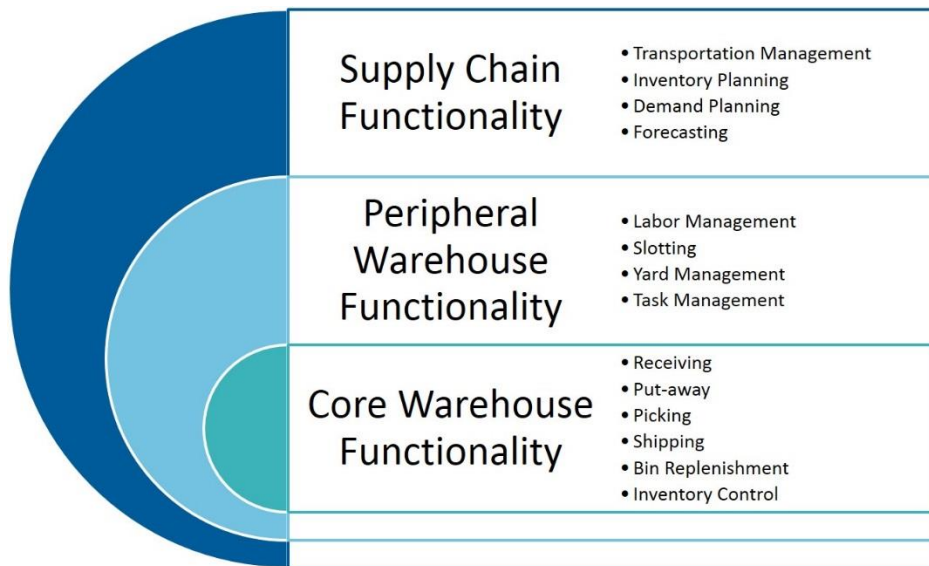 Supply Chain
Functionality
• Transportation Management
• Inventory Planning
• Demand Planning
• Forecasting
Peripheral
Warehouse
Functionality
• Labor Management
• Slotting
• Yard Management
• Task Management
Core Warehouse
Functionality
• Receiving
• Put-away
• Picking
• Shipping
• Bin Replenishment
• Inventory Control